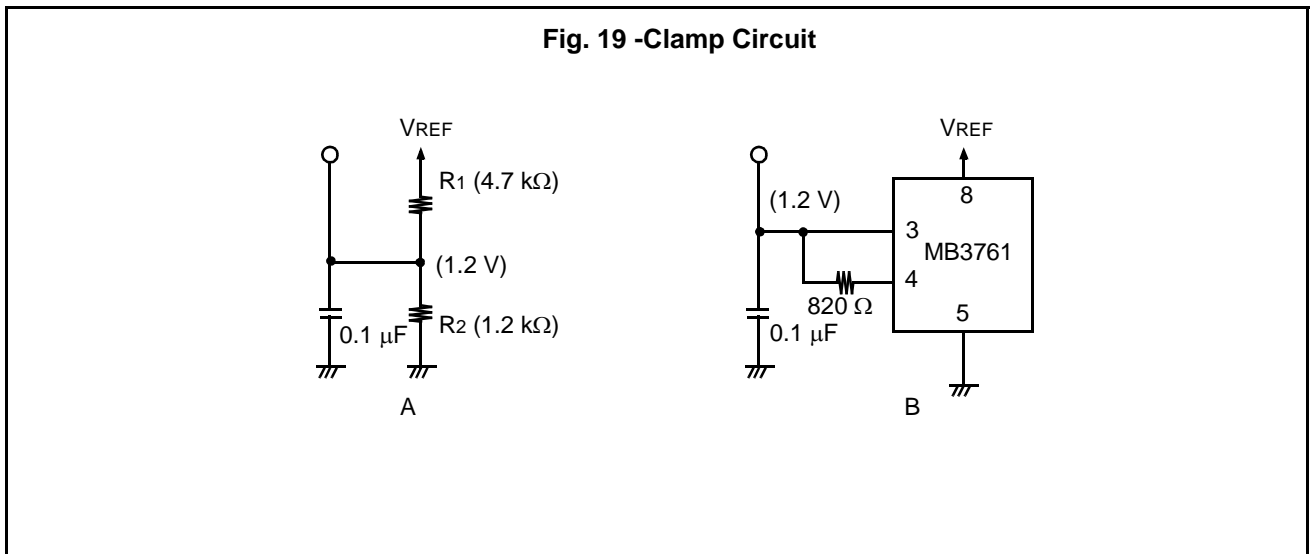 Fig. 19 -Clamp Circuit
VREF
R1 (4.7 kΩ)
(1.2 V)
R2 (1.2 kΩ)
0.1 μF
A
VREF
8
(1.2 V)
3
MB3761
4
820 Ω
5
0.1 μF
B